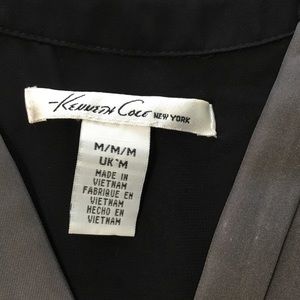 Kenneth Cole NEW YORK
M/M/M
UK*M
MADE IN
VIETNAM
FABRIQUE EN
VIETNAM
HECHO EN
VIETNAM